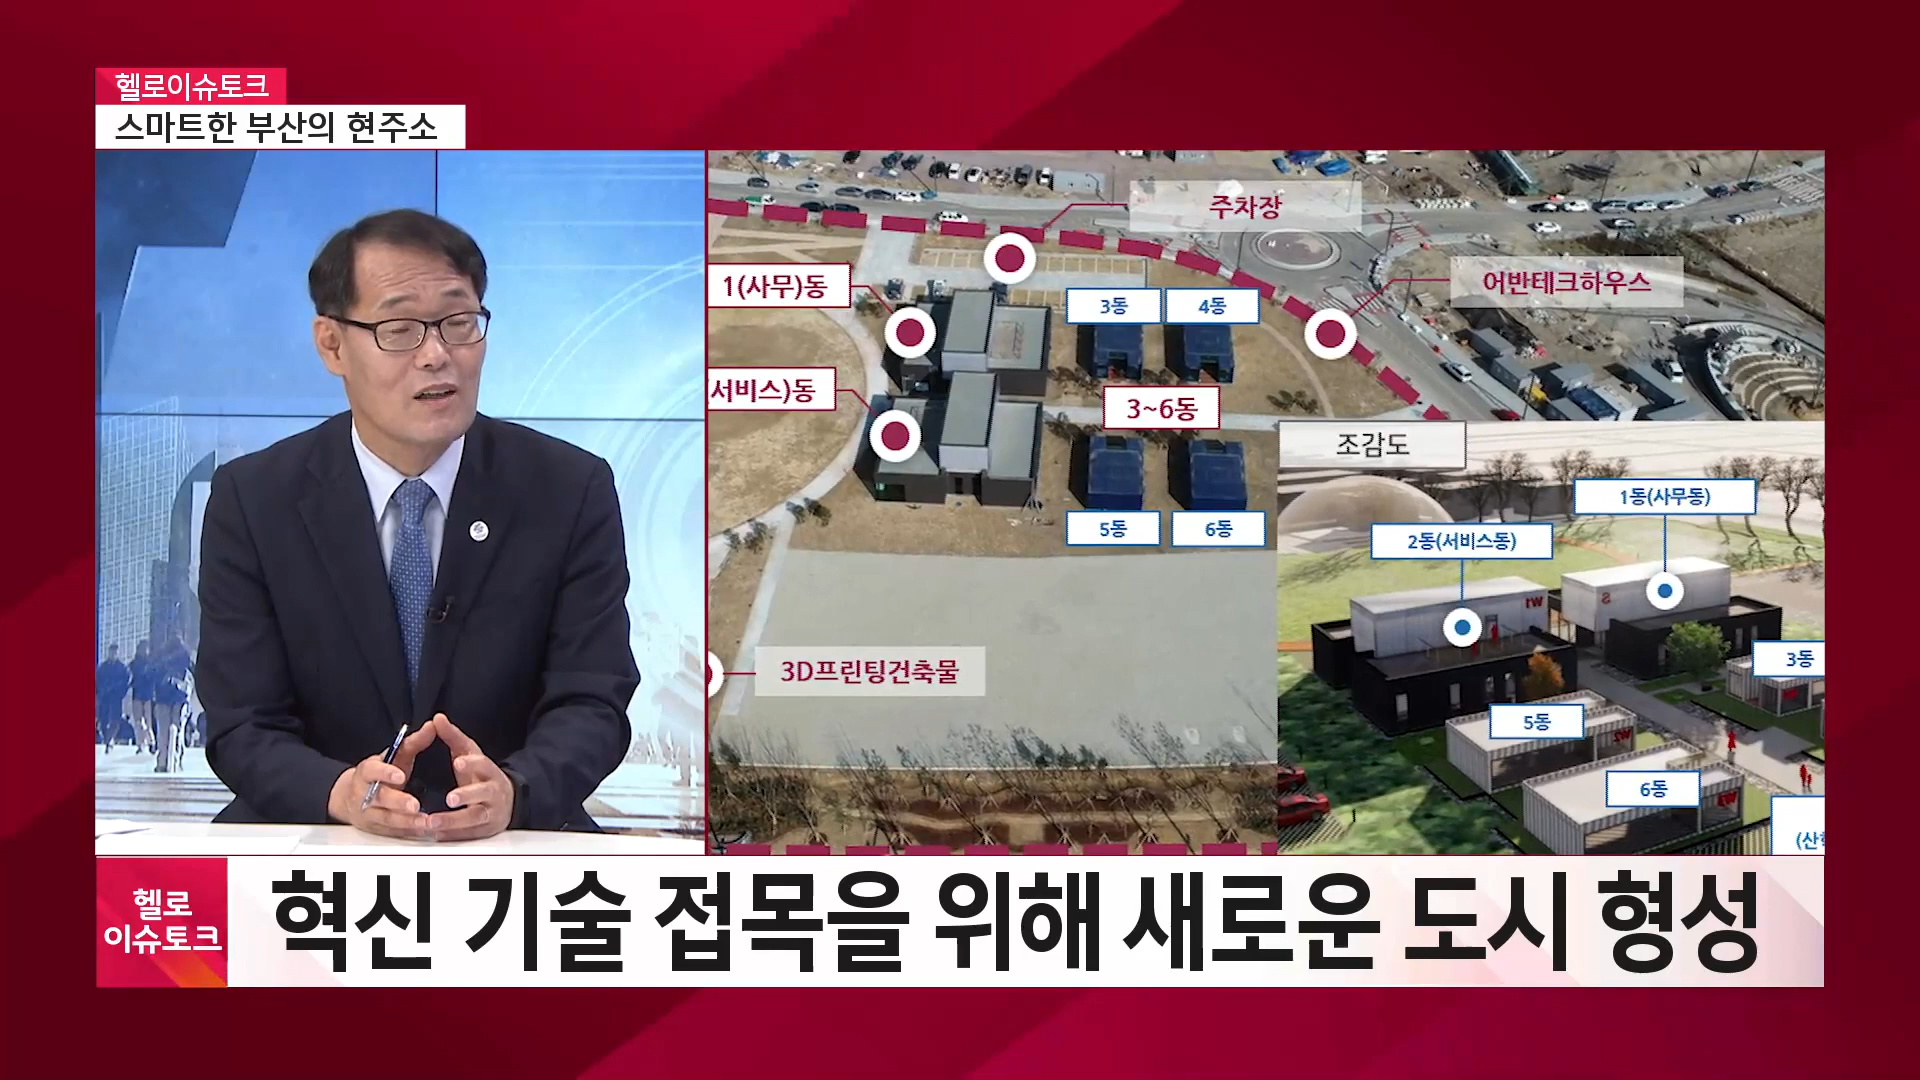 헬로이슈토크
스마트한 부산의 현주소
주차장
어반테크하우스
1(사무)동
3동
4동
(서비스)동
3~6동
5동
6동
3D프린팅건축물
조감도
1동(사무동)
2동(서비스동)
W1
S
3동
5동
W2
6동
W3
헬로
이슈토크
혁신 기술 접목을 위해 새로운 도시 형성